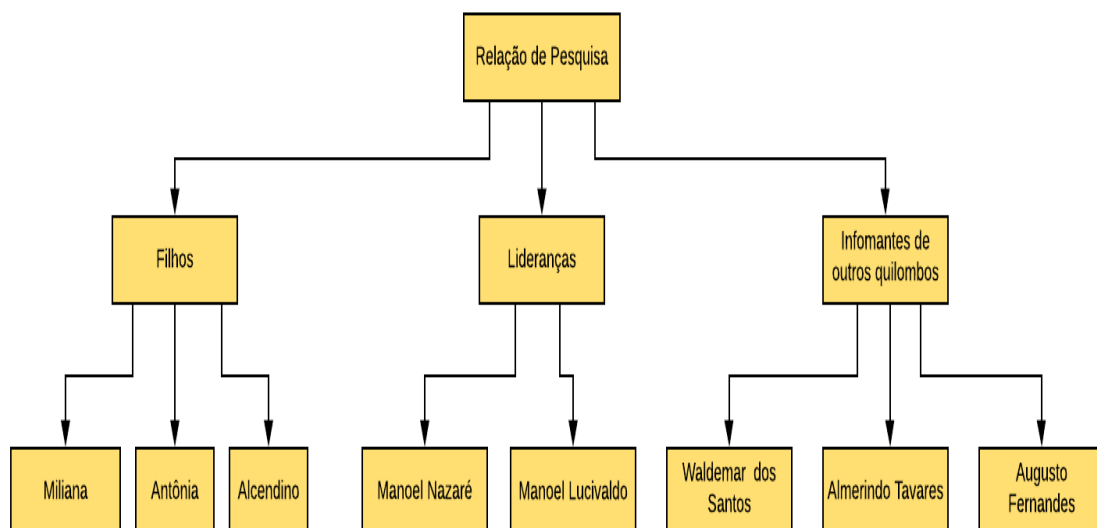 Relação de Pesquisa
Filhos
Lideranças
Infomantes de
outros quilombos
Miliana
Antônia
Alcendino
Manoel Nazaré
Manoel Lucivaldo
Waldemar dos
Santos
Almerindo Tavares
Augusto
Fernandes